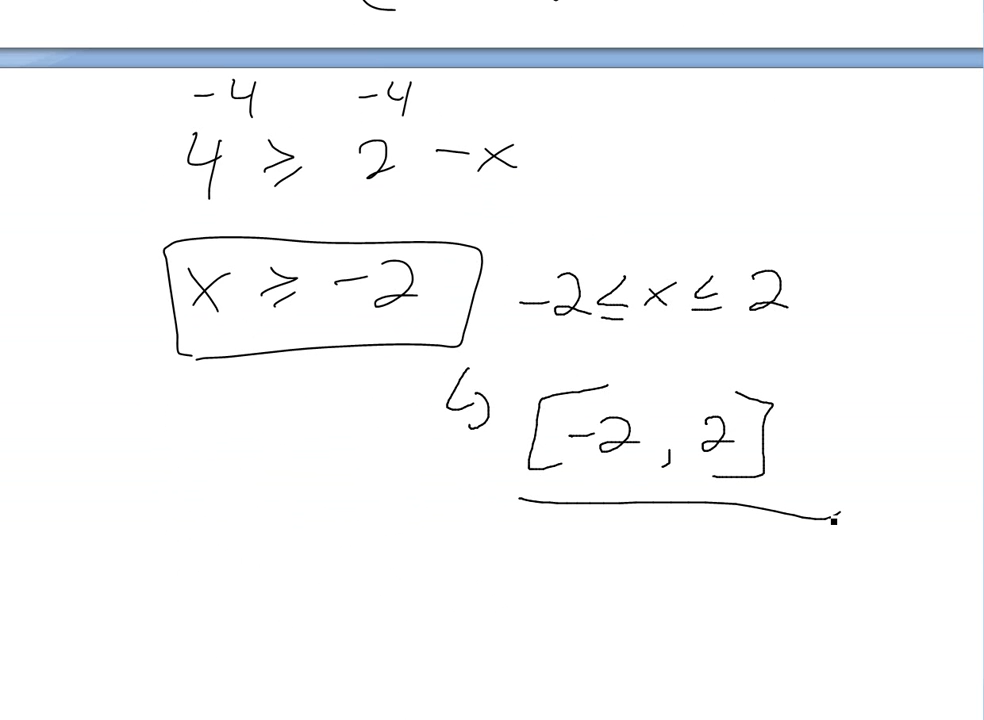 -4 -4
4 ≥ 2 - x
x ≥ -2
-2 ≤ x ≤ 2
[-2, 2]